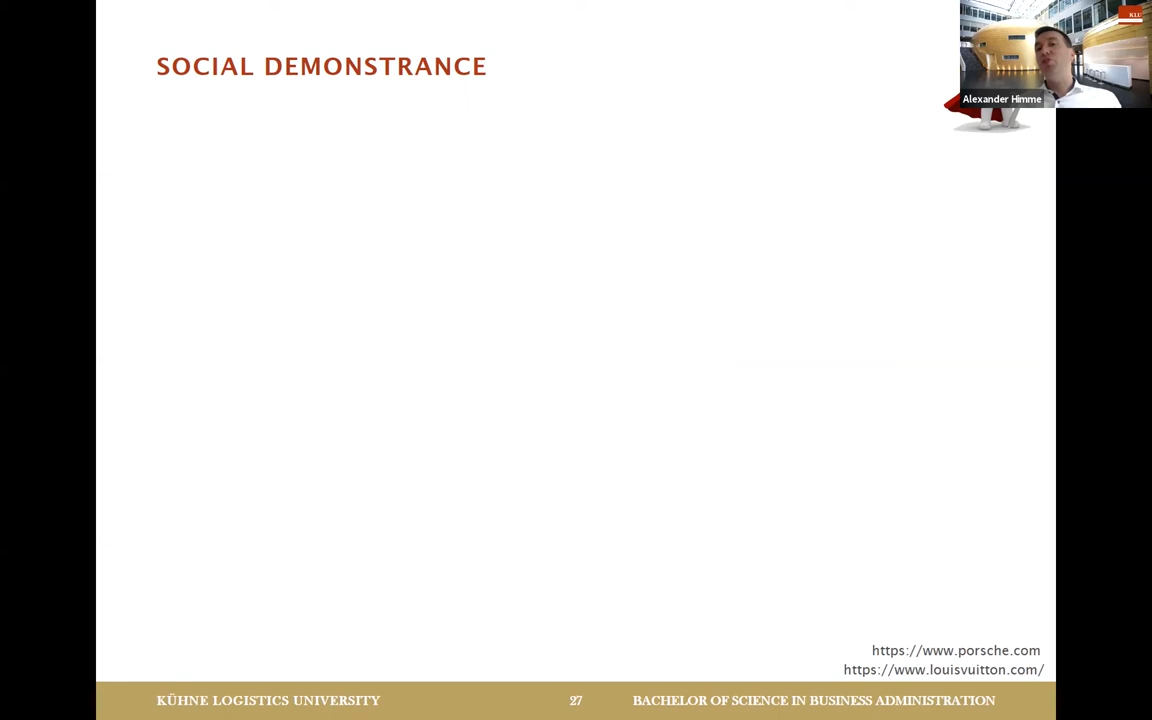 KLU
SOCIAL DEMONSTRANCE
Alexander Himme
https://www.porsche.com
https://www.louisvuitton.com/
KÜHNE LOGISTICS UNIVERSITY
27
BACHELOR OF SCIENCE IN BUSINESS ADMINISTRATION